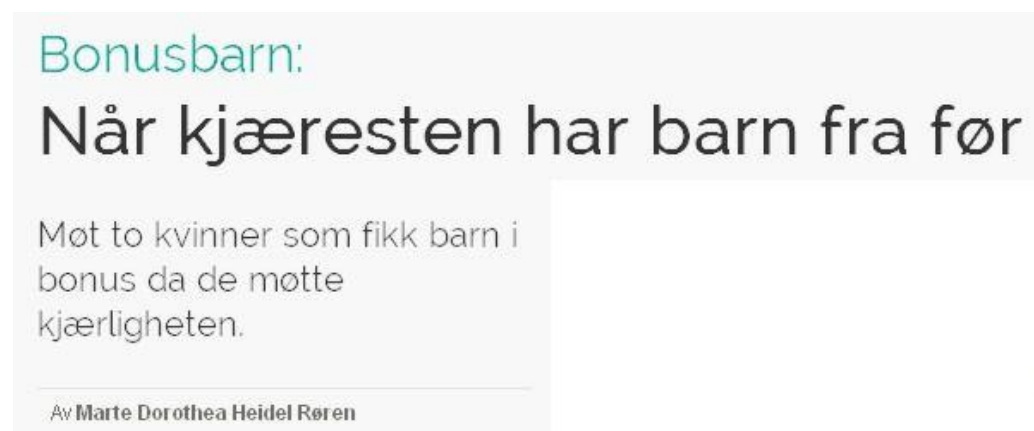 Bonusbarn:
Når kjæresten har barn fra før
Møt to kvinner som fikk barn i
bonus da de møtte
kjærligheten.
Av Marte Dorothea Heidel Røren